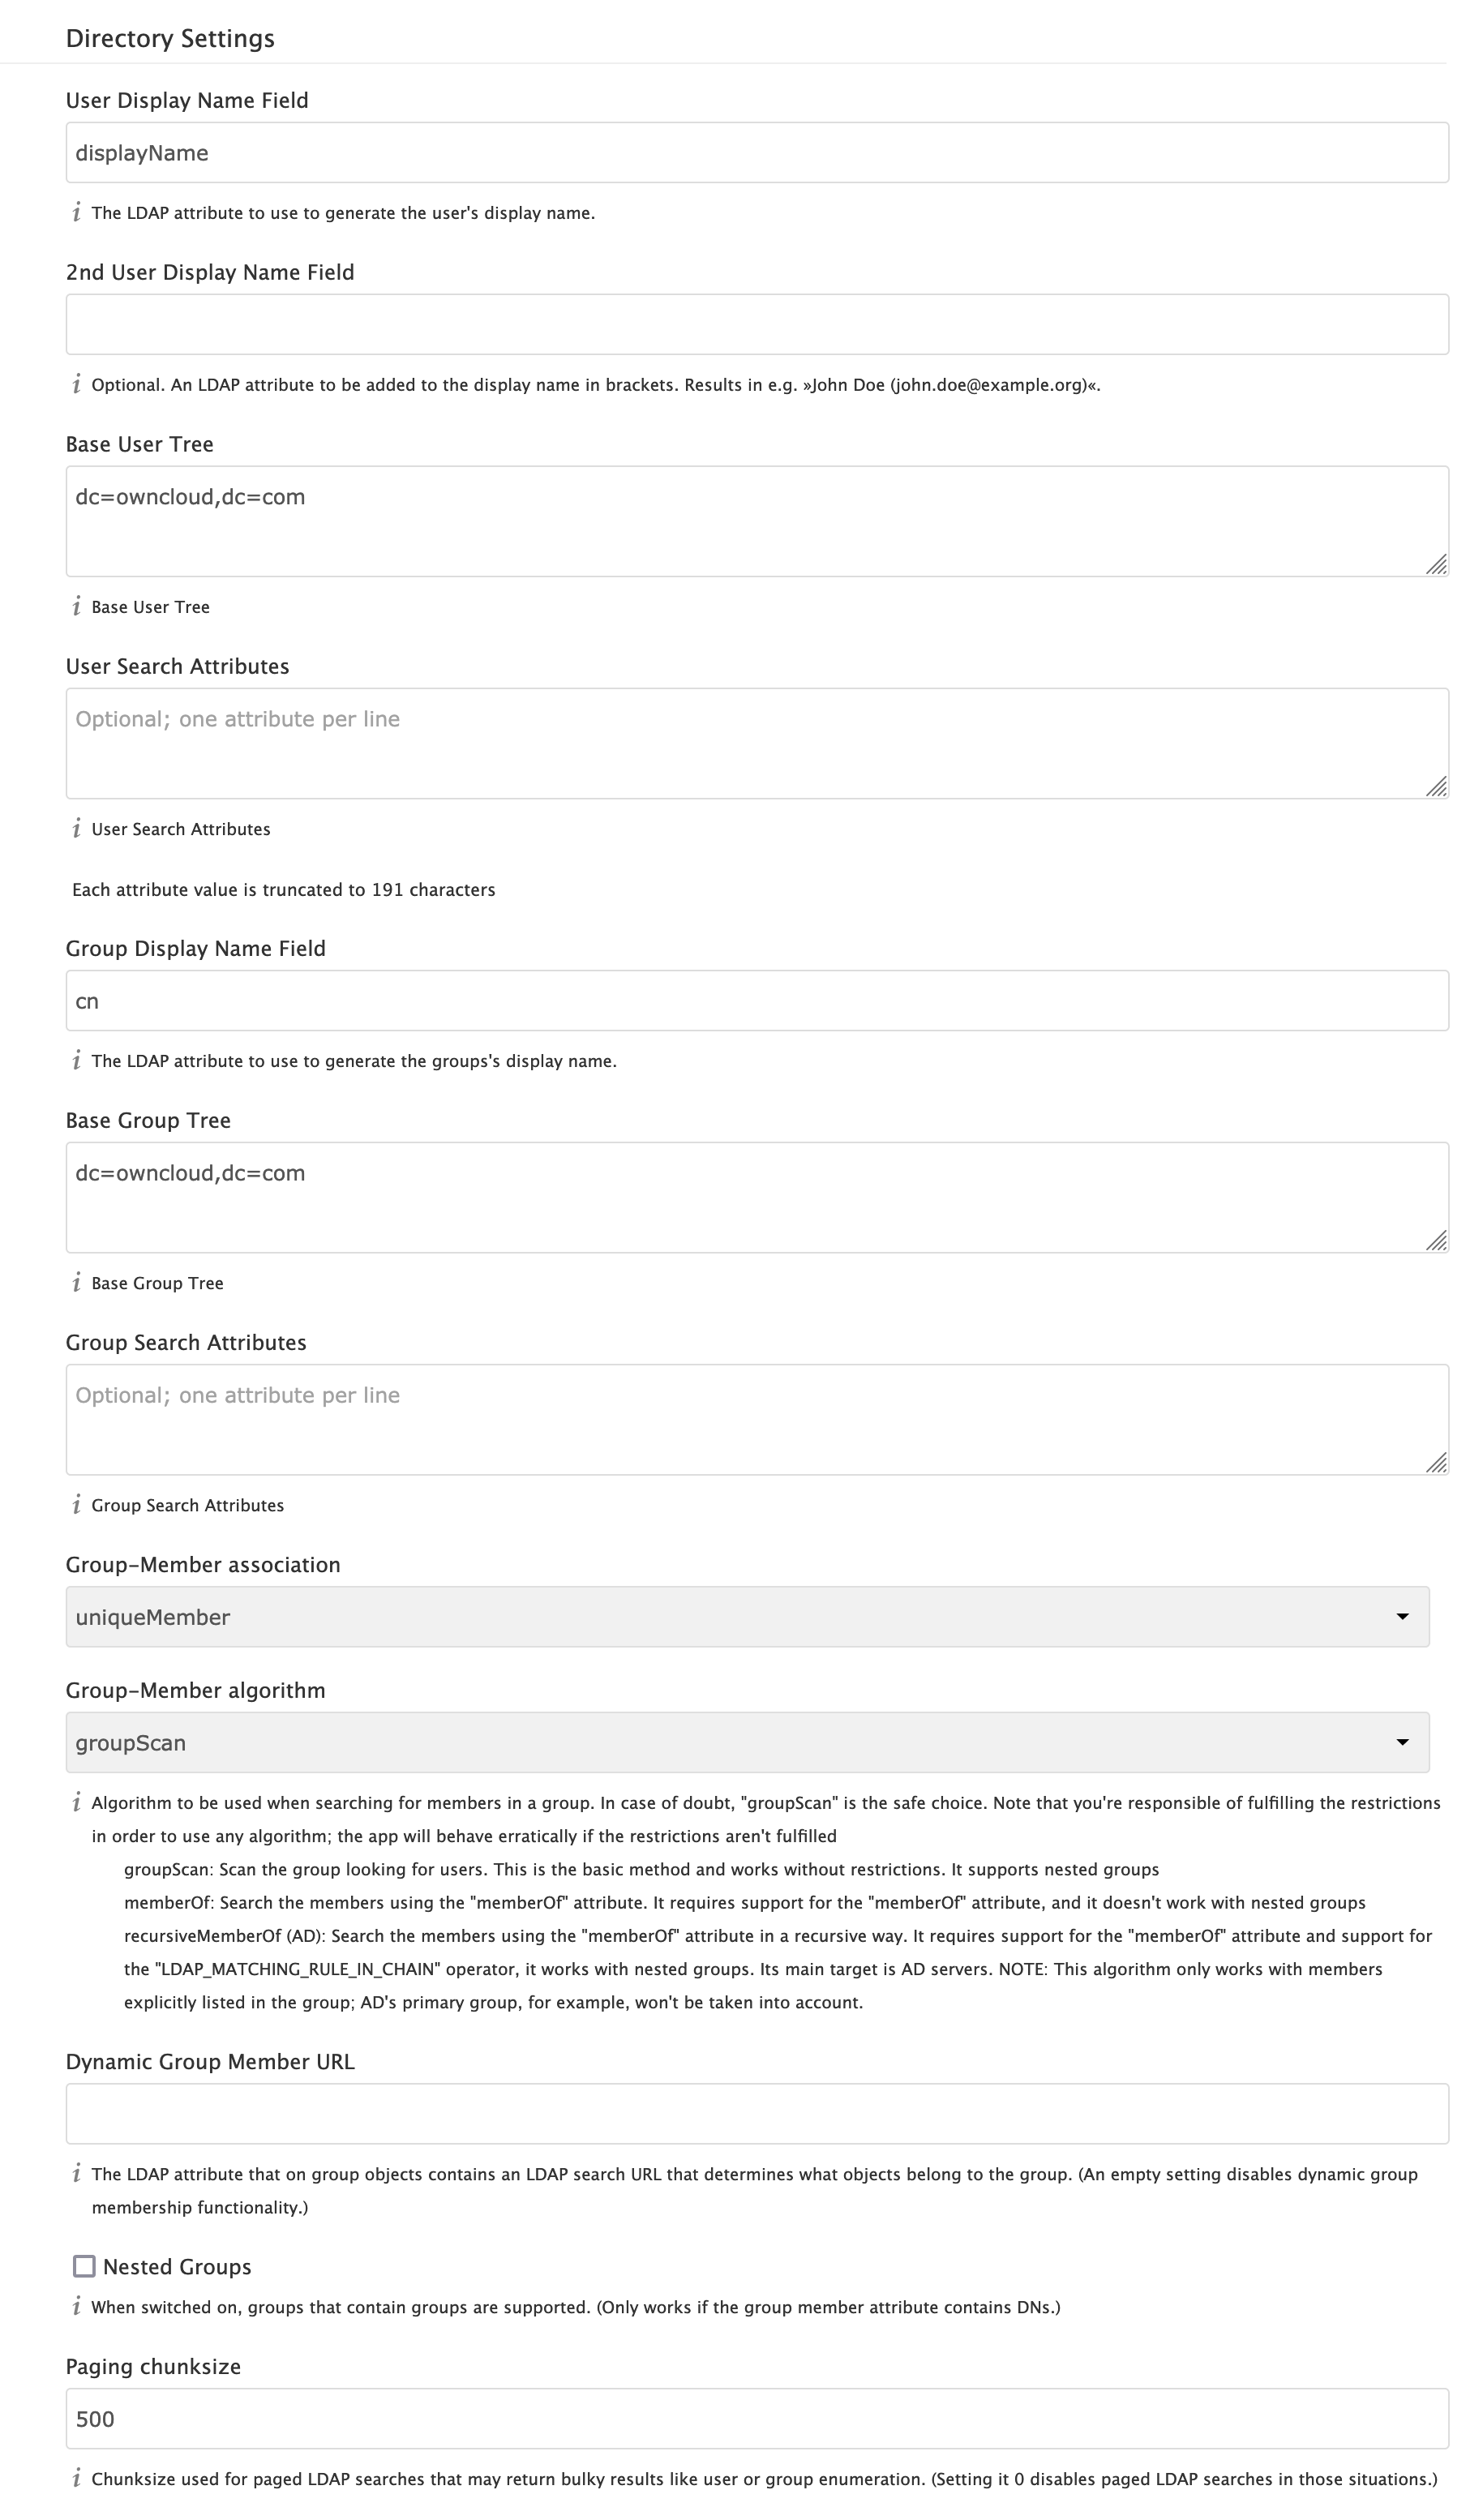 Directory Settings
User Display Name Field
displayName
i The LDAP attribute to use to generate the user's display name.
2nd User Display Name Field
i Optional. An LDAP attribute to be added to the display name in brackets. Results in e.g. »John Doe (john.doe@example.org)«.
Base User Tree
dc=owncloud,dc=com
i Base User Tree
User Search Attributes
Optional; one attribute per line
i User Search Attributes
Each attribute value is truncated to 191 characters
Group Display Name Field
cn
i The LDAP attribute to use to generate the groups's display name.
Base Group Tree
dc=owncloud,dc=com
i Base Group Tree
Group Search Attributes
Optional; one attribute per line
i Group Search Attributes
Group-Member association
uniqueMember
Group-Member algorithm
groupScan
i Algorithm to be used when searching for members in a group. In case of doubt, "groupScan" is the safe choice. Note that you're responsible of fulfilling the restrictions
in order to use any algorithm; the app will behave erratically if the restrictions aren't fulfilled
groupScan: Scan the group looking for users. This is the basic method and works without restrictions. It supports nested groups
memberOf: Search the members using the "memberOf" attribute. It requires support for the "memberOf" attribute, and it doesn't work with nested groups
recursiveMemberOf (AD): Search the members using the "memberOf" attribute in a recursive way. It requires support for the "memberOf" attribute and support for
the "LDAP_MATCHING_RULE_IN_CHAIN" operator, it works with nested groups. Its main target is AD servers. NOTE: This algorithm only works with members
explicitly listed in the group; AD's primary group, for example, won't be taken into account.
Dynamic Group Member URL
i The LDAP attribute that on group objects contains an LDAP search URL that determines what objects belong to the group. (An empty setting disables dynamic group
membership functionality.)
Nested Groups
i When switched on, groups that contain groups are supported. (Only works if the group member attribute contains DNs.)
Paging chunksize
500
i Chunksize used for paged LDAP searches that may return bulky results like user or group enumeration. (Setting it 0 disables paged LDAP searches in those situations.)